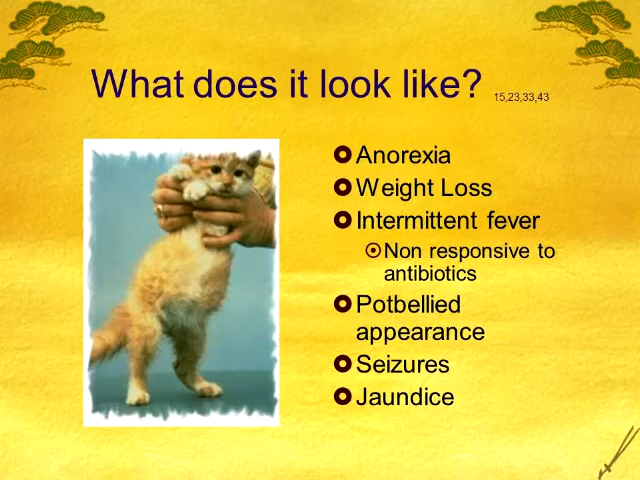 What does it look like? 15,23,33,43
Anorexia
Weight Loss
Intermittent fever
Non responsive to
antibiotics
Potbellied
appearance
Seizures
Jaundice